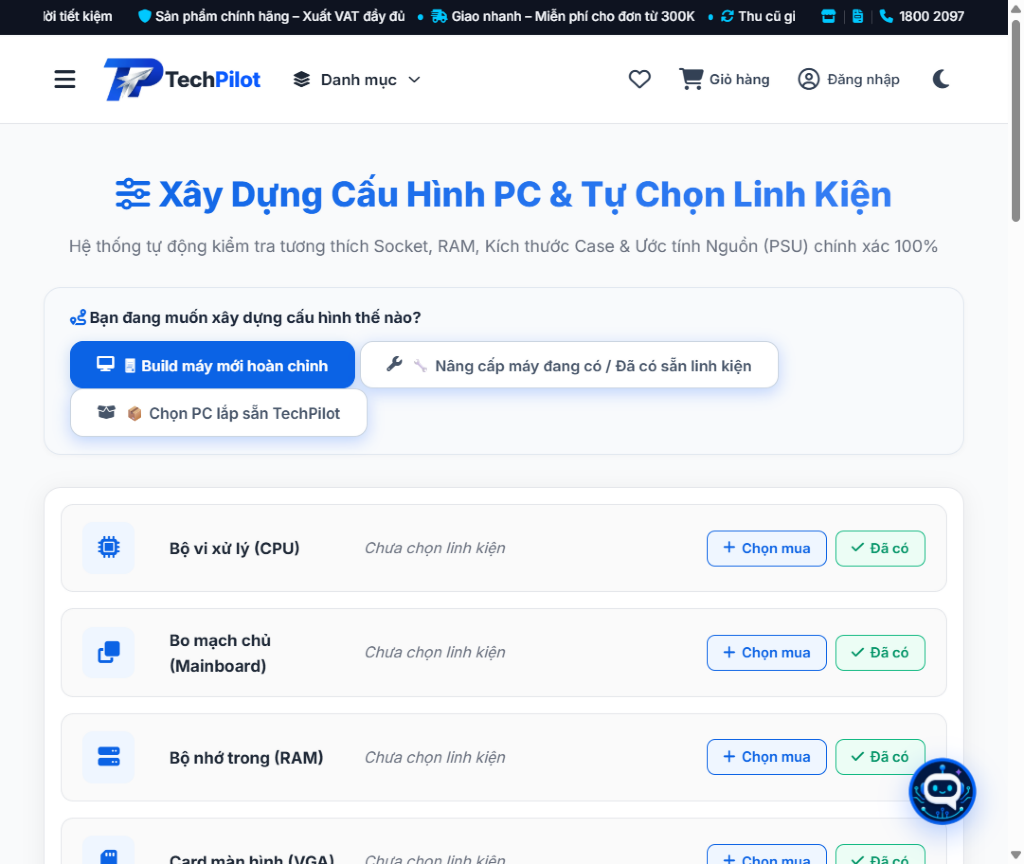 lời tiết kiệm • Sản phẩm chính hãng – Xuất VAT đầy đủ • Giao nhanh – Miễn phí cho đơn từ 300K • Thu cũ 1800 2097
TechPilot Danh mục Giỏ hàng Đăng nhập
Xây Dựng Cấu Hình PC & Tự Chọn Linh Kiện
Hệ thống tự động kiểm tra tương thích Socket, RAM, Kích thước Case & Ước tính Nguồn (PSU) chính xác 100%
Bạn đang muốn xây dựng cấu hình thế nào?
Build máy mới hoàn chỉnh Nâng cấp máy đang có / Đã có sẵn linh kiện
Chọn PC lắp sẵn TechPilot
Bộ vi xử lý (CPU) Chưa chọn linh kiện + Chọn mua Đã có
Bo mạch chủ
(Mainboard) Chưa chọn linh kiện + Chọn mua Đã có
Bộ nhớ trong (RAM) Chưa chọn linh kiện + Chọn mua Đã có
Card màn hình (VGA) Chưa chọn linh kiện + Chọn mua Đã có